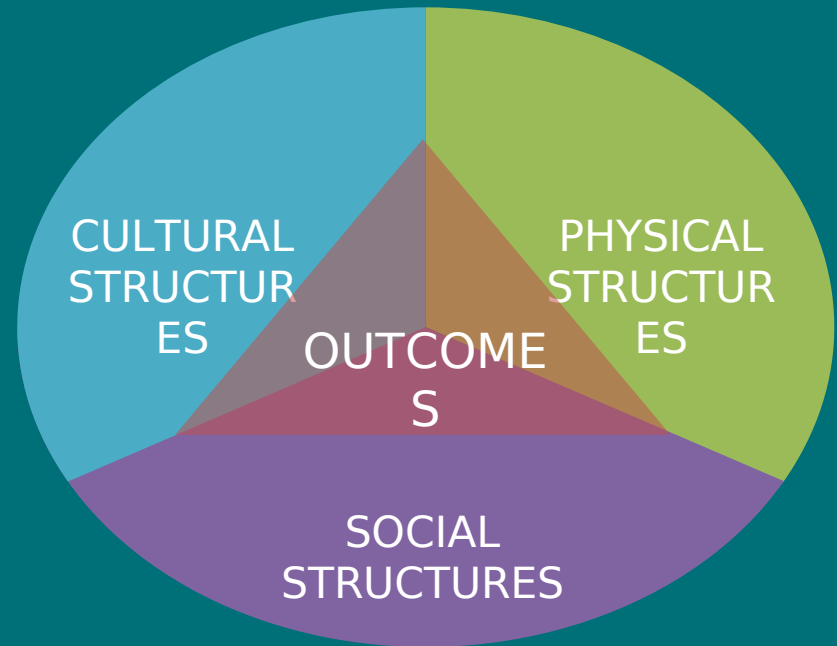 CULTURAL
STRUCTUR
ES
PHYSICAL
STRUCTUR
ES
OUTCOME
S
SOCIAL
STRUCTURES